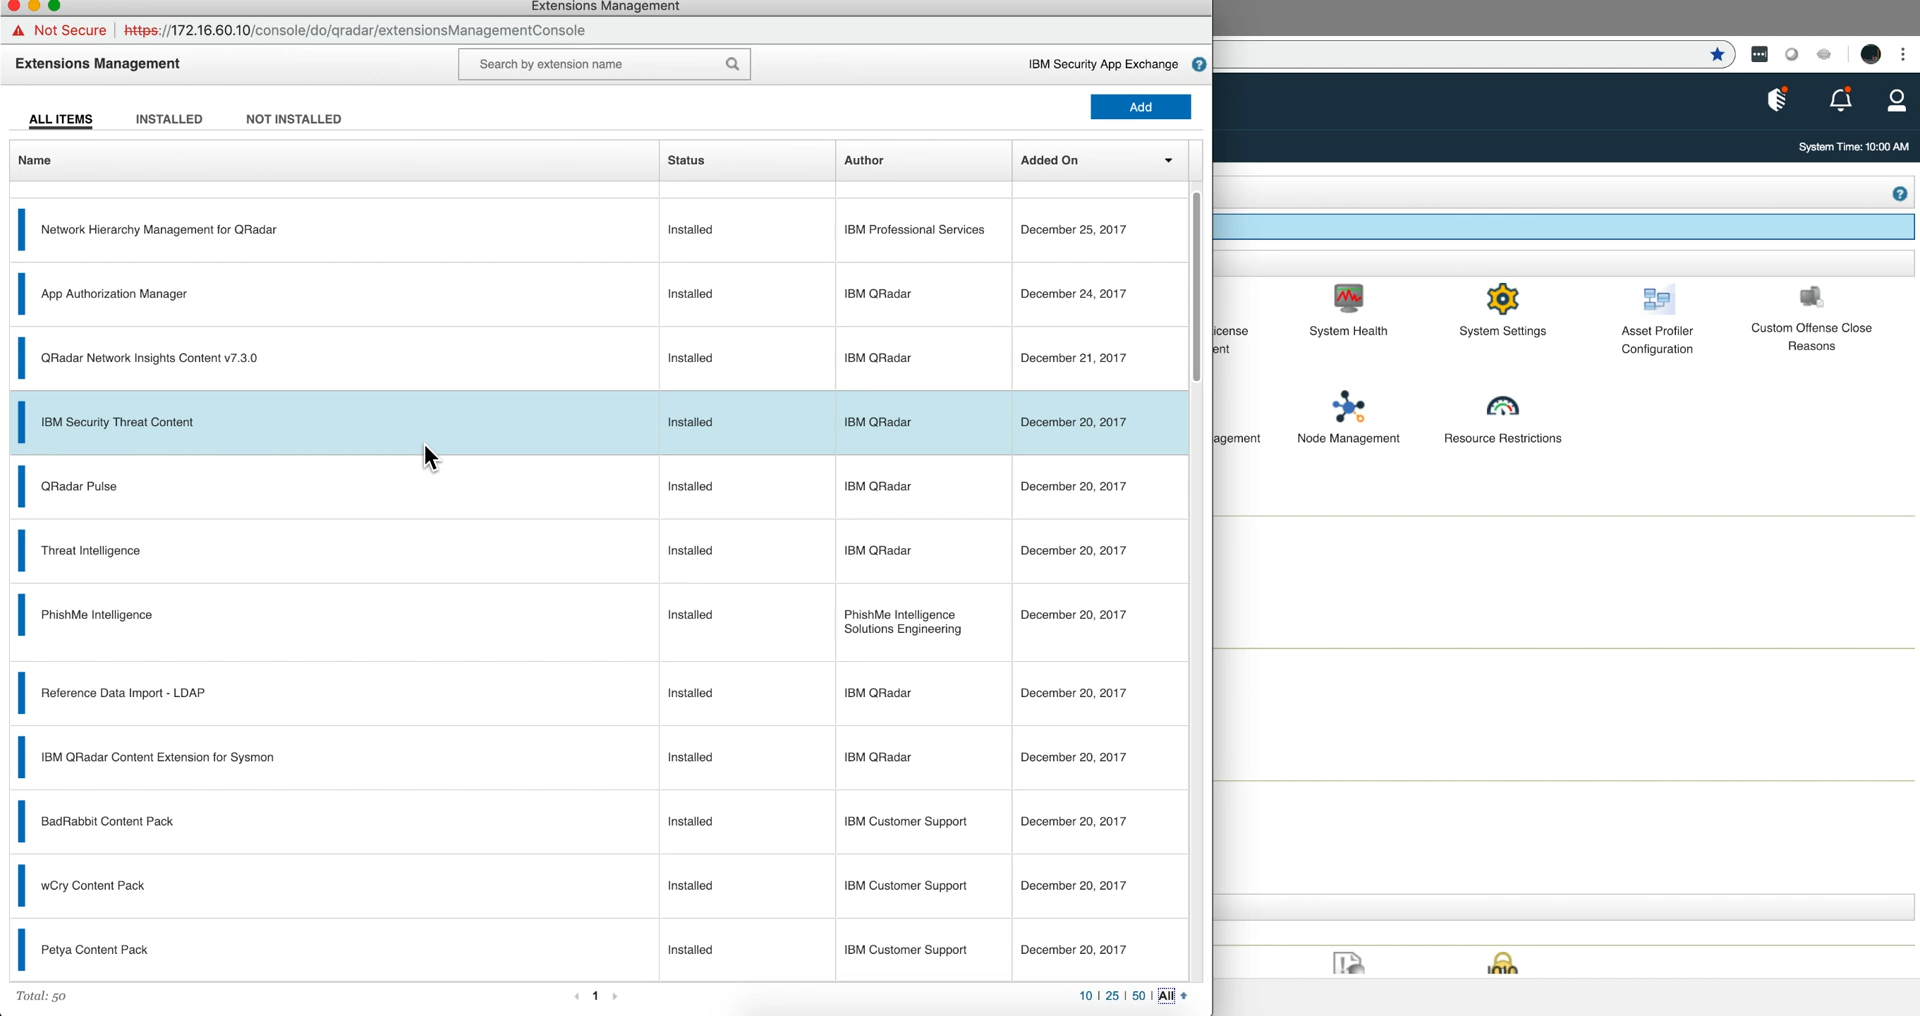 Extensions Management
Not Secure | https://172.16.60.10/console/do/qradar/extensionsManagementConsole
Extensions Management
Search by extension name
IBM Security App Exchange
?
Add
ALL ITEMS INSTALLED NOT INSTALLED
Name Status Author Added On
Network Hierarchy Management for QRadar Installed IBM Professional Services December 25, 2017
App Authorization Manager Installed IBM QRadar December 24, 2017
QRadar Network Insights Content v7.3.0 Installed IBM QRadar December 21, 2017
IBM Security Threat Content Installed IBM QRadar December 20, 2017
QRadar Pulse Installed IBM QRadar December 20, 2017
Threat Intelligence Installed IBM QRadar December 20, 2017
PhishMe Intelligence Installed PhishMe Intelligence December 20, 2017
Solutions Engineering
Reference Data Import - LDAP Installed IBM QRadar December 20, 2017
IBM QRadar Content Extension for Sysmon Installed IBM QRadar December 20, 2017
BadRabbit Content Pack Installed IBM Customer Support December 20, 2017
wCry Content Pack Installed IBM Customer Support December 20, 2017
Petya Content Pack Installed IBM Customer Support December 20, 2017
Total: 50
1
10 | 25 | 50 | All
System Time: 10:00 AM
?
icense
ent
System Health
System Settings
Asset Profiler
Configuration
Custom Offense Close
Reasons
agement
Node Management
Resource Restrictions